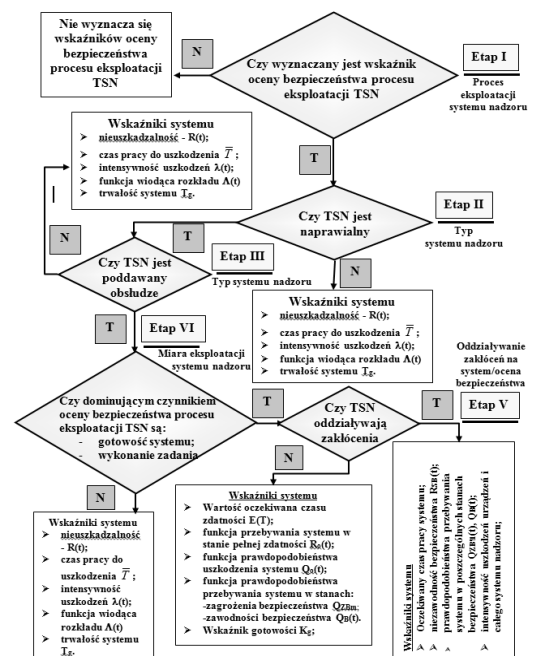 Nie wyznacza się
wskaźników oceny
bezpieczeństwa
procesu eksploatacji
TSN
N
Czy wyznaczany jest wskaźnik
oceny bezpieczeństwa procesu
eksploatacji TSN
Etap I
Proces
eksploatacji
systemu nadzoru
T
Wskaźniki systemu
➢ nieuszkadzalność - R(t);
➢ czas pracy do uszkodzenia T̅ ;
➢ intensywność uszkodzeń λ(t);
➢ funkcja wiodąca rozkładu Λ(t)
➢ trwałość systemu Tg.
Czy TSN jest
naprawialny
Etap II
Typ
systemu nadzoru
N
T
Czy TSN jest
poddawany
obsłudze
Etap III
Typ systemu nadzoru
N
Wskaźniki systemu
➢ nieuszkadzalność - R(t);
➢ czas pracy do uszkodzenia T̅ ;
➢ intensywność uszkodzeń λ(t);
➢ funkcja wiodąca rozkładu Λ(t)
➢ trwałość systemu Tg.
T
Etap VI
Miara eksploatacji
systemu nadzoru
Oddziaływanie
zakłóceń na
system/ocena
bezpieczeństwa
Etap V
Czy dominującym czynnikiem
oceny bezpieczeństwa procesu
eksploatacji TSN są:
- gotowość systemu;
- wykonanie zadania
T
Czy TSN
oddziaływają
zakłócenia
T
N
N
Wskaźniki systemu
➢ nieuszkadzalność
- R(t);
➢ czas pracy do
uszkodzenia T̅ ;
➢ intensywność
uszkodzeń λ(t);
➢ funkcja wiodąca
rozkładu Λ(t)
➢ trwałość systemu
Tg.
Wskaźniki systemu
➢ Wartość oczekiwana czasu
zdatności E(T);
➢ funkcja przebywania systemu w
stanie pełnej zdatności Ro(t);
➢ funkcja prawdopodobieństwa
uszkodzenia systemu Qo(t);
➢ funkcja prawdopodobieństwa
przebywania systemu w stanach:
-zagrożenia bezpieczeństwa QZBm;
-zawodności bezpieczeństwa QB(t).
➢ Wskaźnik gotowości Kg;
Wskaźniki systemu
➢ Oczekiwany czas pracy systemu;
➢ niezawodność bezpieczeństwa RSB(t);
➢ prawdopodobieństwa przebywania
systemu w poszczególnych stanach
bezpieczeństwa QZBW(t), QB(t);
➢ intensywność uszkodzeń urządzeń i
całego systemu nadzoru;